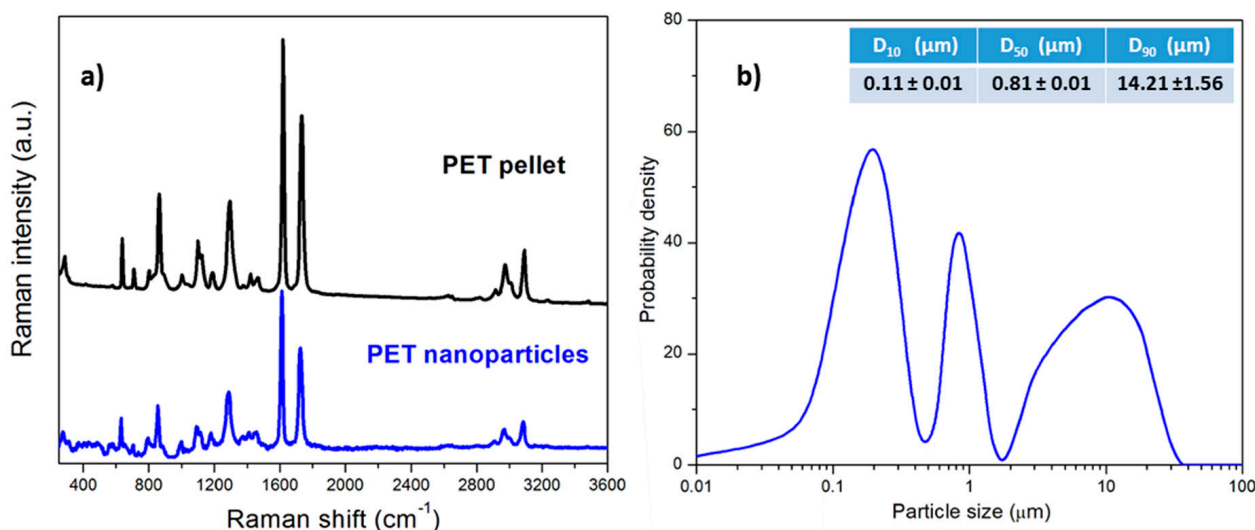 a)
PET pellet
PET nanoparticles
Raman intensity (a.u.)
400 800 1200 1600 2000 2400 2800 3200 3600
Raman shift (cm⁻¹)
b)
D₁₀ (μm) D₅₀ (μm) D₉₀ (μm)
0.11 ± 0.01 0.81 ± 0.01 14.21 ±1.56
Probability density
80
60
40
20
0
0.01 0.1 1 10 100
Particle size (μm)